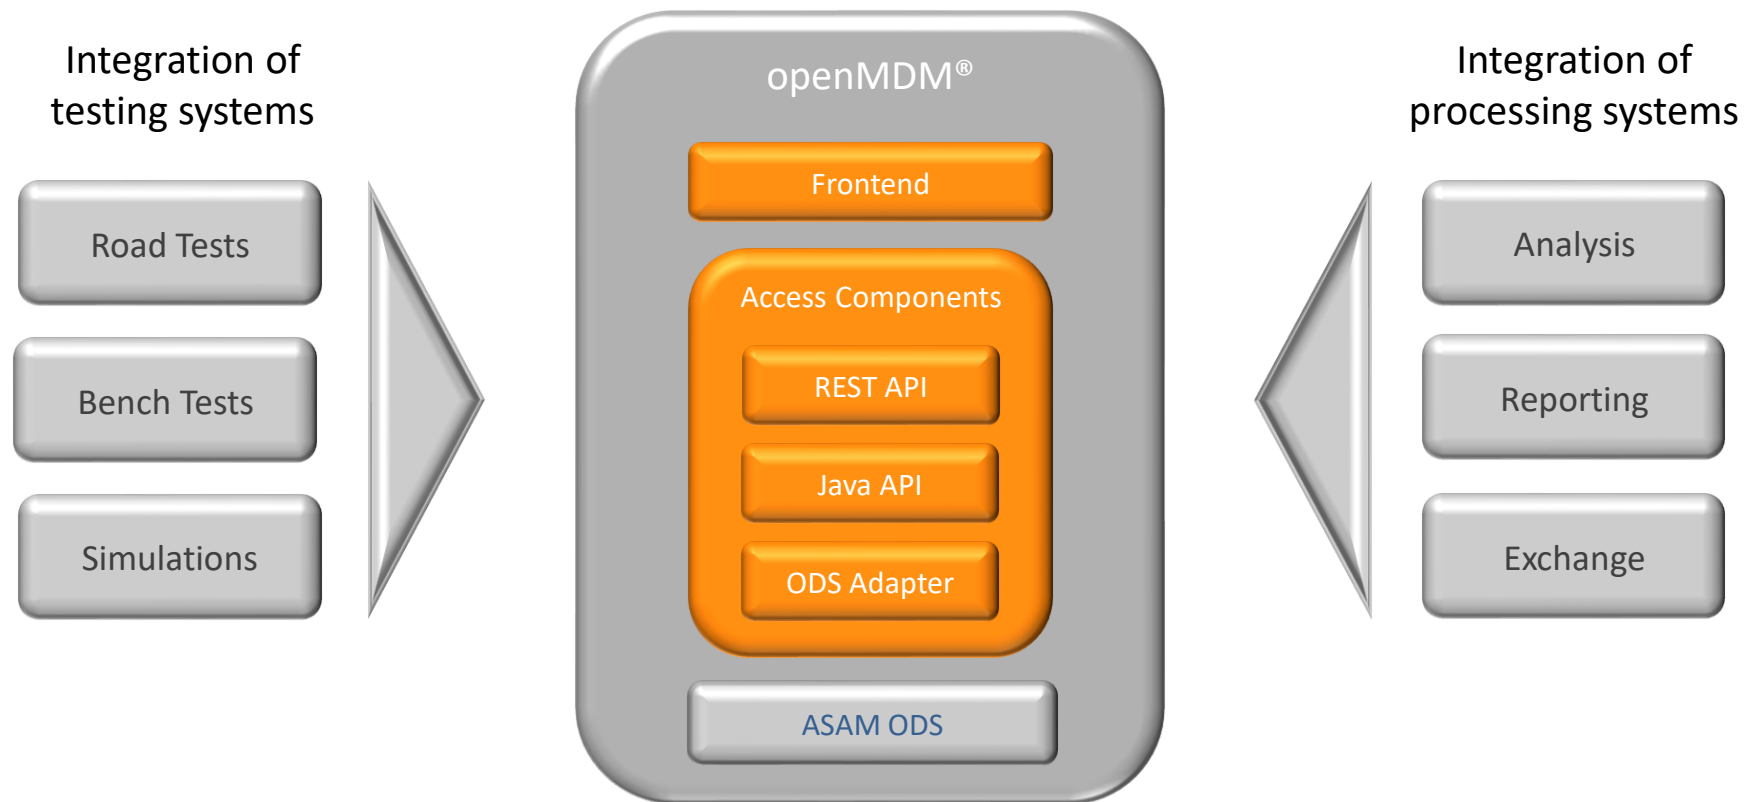 Integration of
testing systems
Road Tests
Bench Tests
Simulations
openMDM®
Frontend
Access Components
REST API
Java API
ODS Adapter
ASAM ODS
Integration of
processing systems
Analysis
Reporting
Exchange